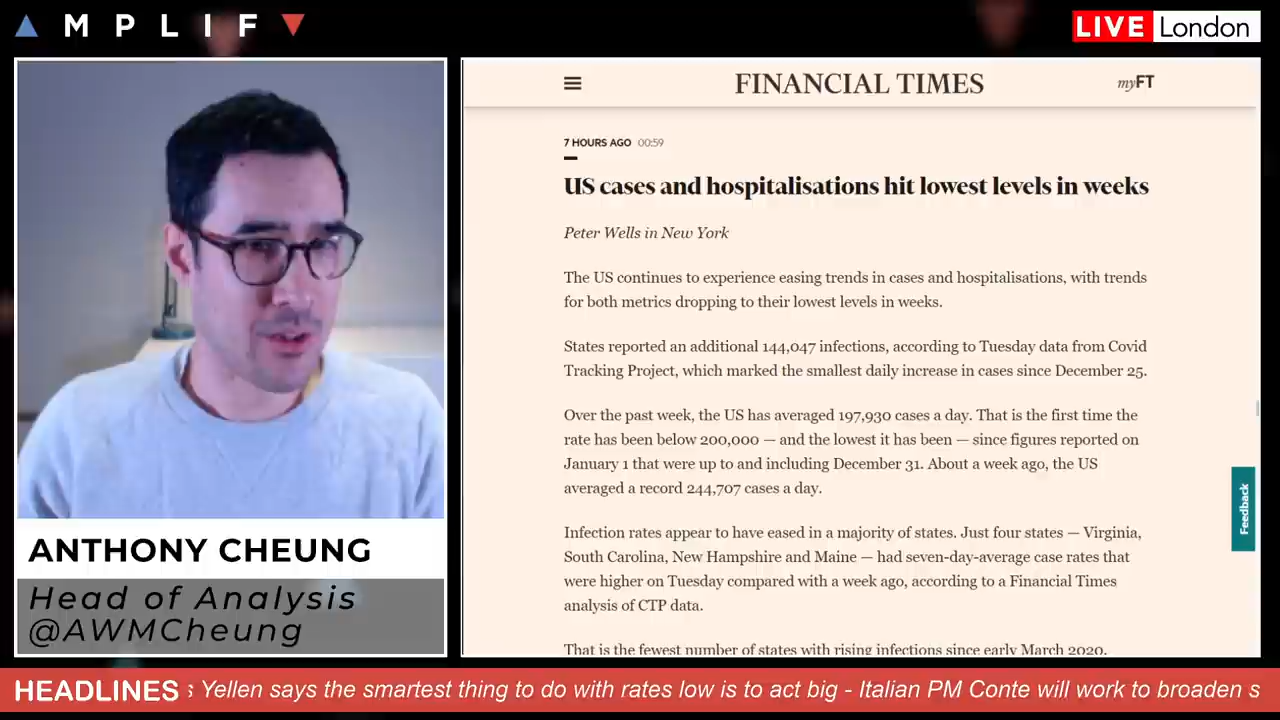 AMPLIFY
LIVE London
FINANCIAL TIMES
myFT
7 HOURS AGO 00:59
US cases and hospitalisations hit lowest levels in weeks
Peter Wells in New York
The US continues to experience easing trends in cases and hospitalisations, with trends
for both metrics dropping to their lowest levels in weeks.
States reported an additional 144,047 infections, according to Tuesday data from Covid
Tracking Project, which marked the smallest daily increase in cases since December 25.
Over the past week, the US has averaged 197,930 cases a day. That is the first time the
rate has been below 200,000 — and the lowest it has been — since figures reported on
January 1 that were up to and including December 31. About a week ago, the US
averaged a record 244,707 cases a day.
Infection rates appear to have eased in a majority of states. Just four states — Virginia,
South Carolina, New Hampshire and Maine — had seven-day-average case rates that
were higher on Tuesday compared with a week ago, according to a Financial Times
analysis of CTP data.
That is the fewest number of states with rising infections since early March 2020.
Feedback
ANTHONY CHEUNG
Head of Analysis
@AWMCheung
HEADLINES s Yellen says the smartest thing to do with rates low is to act big - Italian PM Conte will work to broaden s